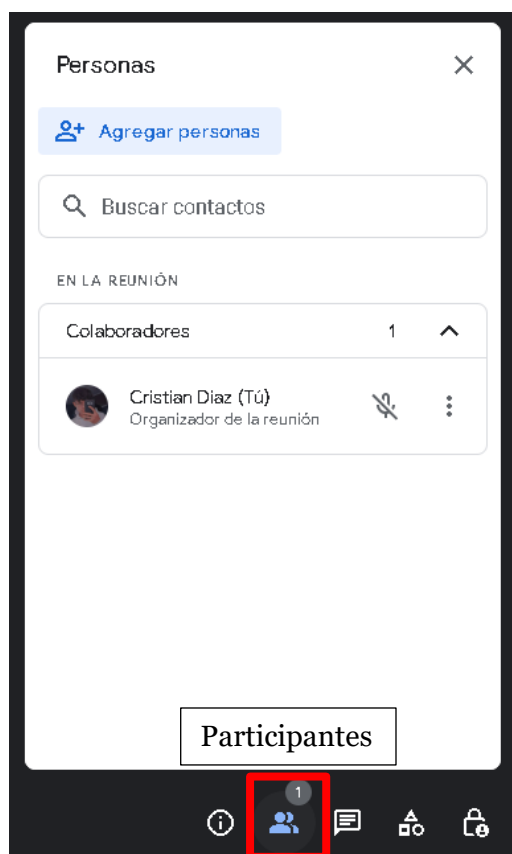 Personas
Agregar personas
Buscar contactos
EN LA REUNIÓN
Colaboradores 1
Cristian Diaz (Tú)
Organizador de la reunión
Participantes
1